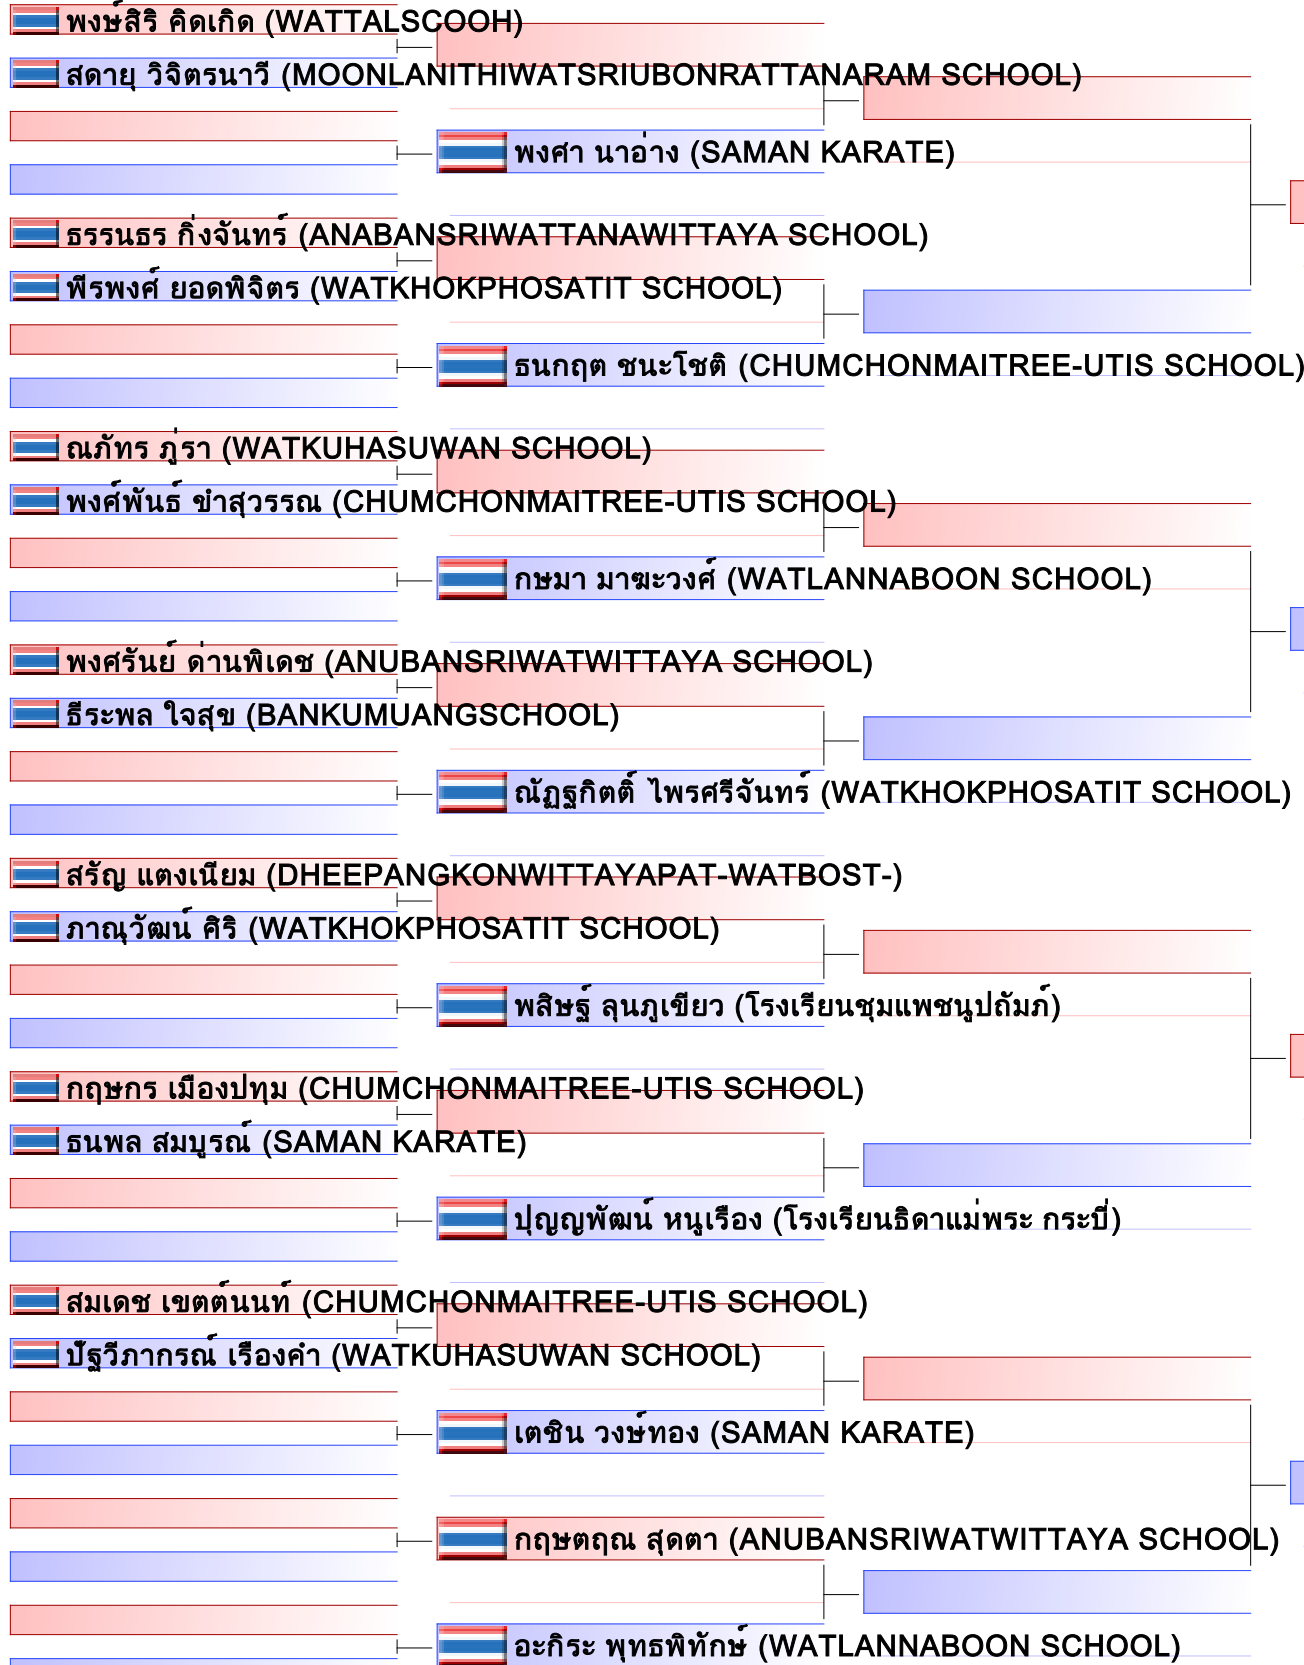 พงษ์สิริ คิดเกิด (WATTALSCOOH)
สดายุ วิจิตรนาวี (MOONLANITHIWATSRIUBONRATTANARAM SCHOOL)
พงศา นาอ่าง (SAMAN KARATE)
ธรรนธร กิ่งจันทร์ (ANABANSRIWATTANAWITTAYA SCHOOL)
พีรพงศ์ ยอดพิจิตร (WATKHOKPHOSATIT SCHOOL)
ธนกฤต ชนะโชติ (CHUMCHONMAITREE-UTIS SCHOOL)
ณภัทร ภู่รา (WATKUHASUWAN SCHOOL)
พงศ์พันธ์ ขำสุวรรณ (CHUMCHONMAITREE-UTIS SCHOOL)
กษมา มาฆะวงศ์ (WATLANNABOON SCHOOL)
พงศรันย์ ด่านพิเดช (ANUBANSRIWATWITTAYA SCHOOL)
ธีระพล ใจสุข (BANKUMUANGSCHOOL)
ณัฏฐกิตติ์ ไพรศรีจันทร์ (WATKHOKPHOSATIT SCHOOL)
สรัญ แตงเนียม (DHEEPANGKONWITTAYAPAT-WATBOST-)
ภาณุวัฒน์ ศิริ (WATKHOKPHOSATIT SCHOOL)
พสิษฐ์ ลุนภูเขียว (โรงเรียนชุมแพชนูปถัมภ์)
กฤษกร เมืองปทุม (CHUMCHONMAITREE-UTIS SCHOOL)
ธนพล สมบูรณ์ (SAMAN KARATE)
ปุญญพัฒน์ หนูเรือง (โรงเรียนธิดาแม่พระ กระบี่)
สมเดช เขตต์นนท์ (CHUMCHONMAITREE-UTIS SCHOOL)
ปัฐวีภากรณ์ เรืองคำ (WATKUHASUWAN SCHOOL)
เตชิน วงษ์ทอง (SAMAN KARATE)
กฤษตฤณ สุดตา (ANUBANSRIWATWITTAYA SCHOOL)
อะกิระ พุทธพิทักษ์ (WATLANNABOON SCHOOL)